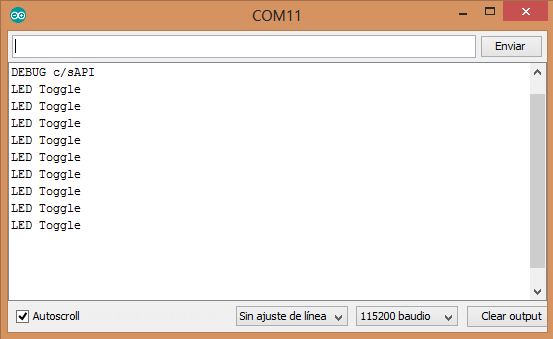 COM11
Enviar
DEBUG c/sAPI
LED Toggle
LED Toggle
LED Toggle
LED Toggle
LED Toggle
LED Toggle
LED Toggle
LED Toggle
LED Toggle
Autoscroll
Sin ajuste de línea
115200 baudio
Clear output